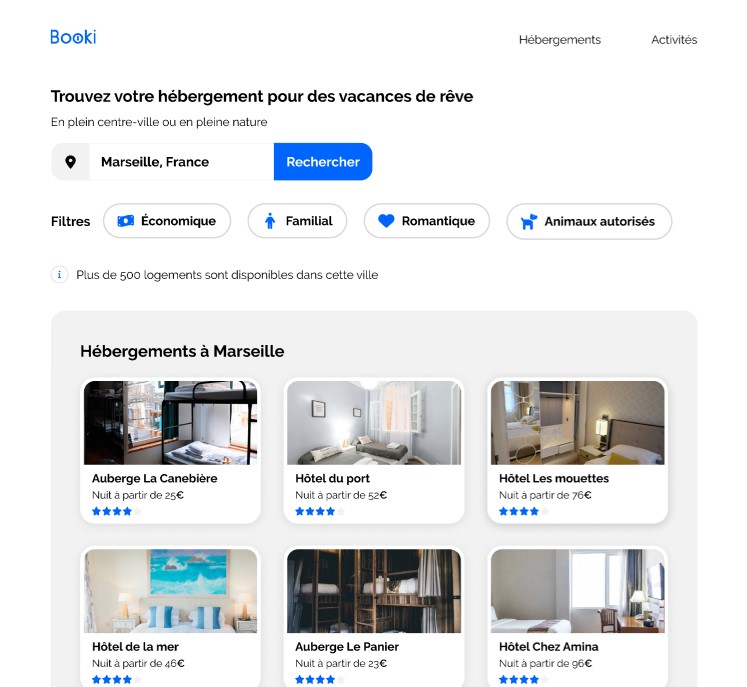 Booki
Hébergements
Activités
Trouvez votre hébergement pour des vacances de rêve
En plein centre-ville ou en pleine nature
Marseille, France
Rechercher
Filtres
Économique
Familial
Romantique
Animaux autorisés
Plus de 500 logements sont disponibles dans cette ville
Hébergements à Marseille
Auberge La Canebière
Nuit à partir de 25€
Hôtel du port
Nuit à partir de 52€
Hôtel Les mouettes
Nuit à partir de 76€
Hôtel de la mer
Nuit à partir de 46€
Auberge Le Panier
Nuit à partir de 23€
Hôtel Chez Amina
Nuit à partir de 96€